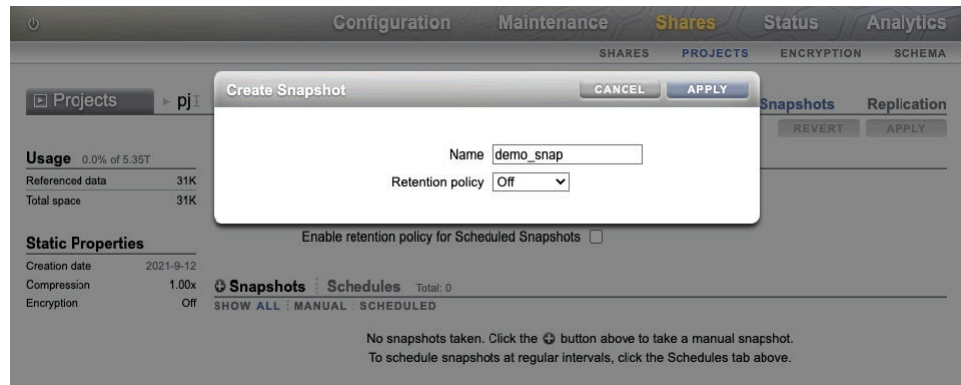 Configuration Maintenance Shares Status Analytics
SHARES PROJECTS ENCRYPTION SCHEMA
Projects pj
Create Snapshot CANCEL APPLY
Snapshots Replication
REVERT APPLY
Name demo_snap
Retention policy Off
Usage 0.0% of 5.35T
Referenced data 31K
Total space 31K
Enable retention policy for Scheduled Snapshots
Static Properties
Creation date 2021-9-12
Compression 1.00x
Encryption Off
Snapshots Schedules Total: 0
SHOW ALL MANUAL SCHEDULED
No snapshots taken. Click the button above to take a manual snapshot.
To schedule snapshots at regular intervals, click the Schedules tab above.